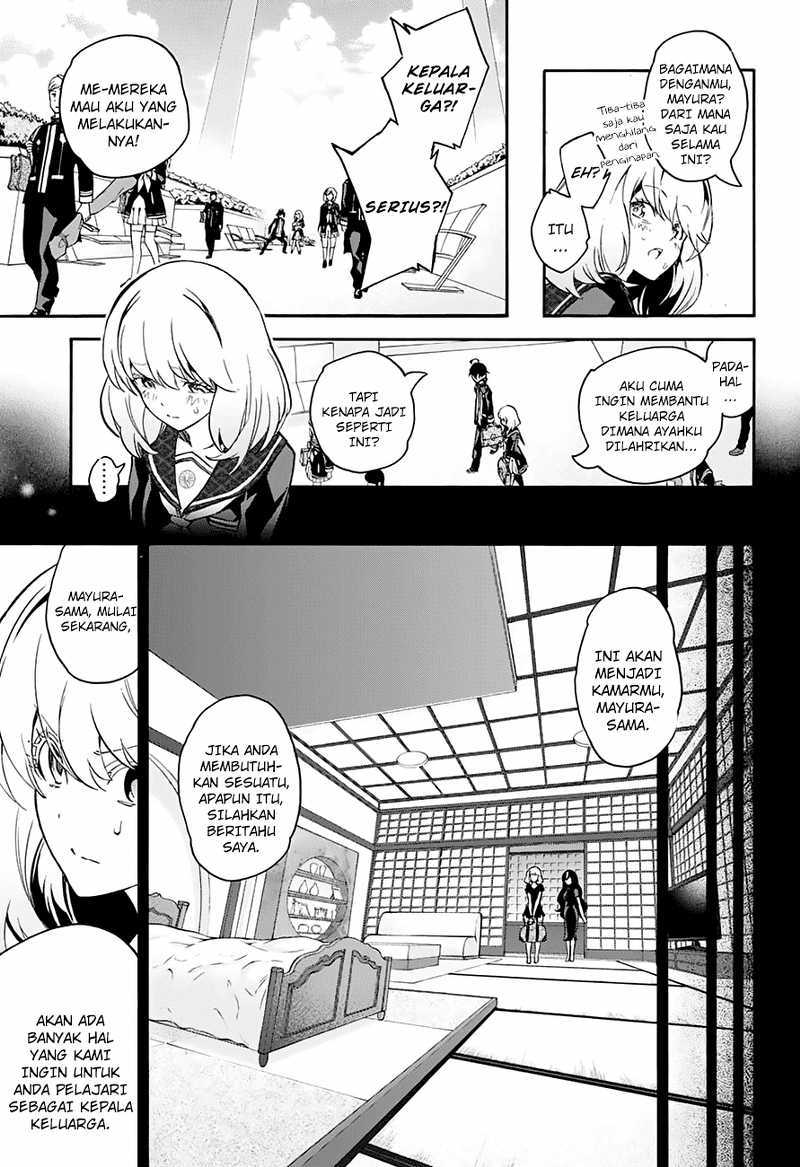 BAGAIMANA
DENGANMU,
MAYURA?
DARI MANA
SAJA KAU
SELAMA
INI?
Tiba-tiba
saja kau
menghilang
dari
penginapan
EH?
ITU
...
KEPALA
KELUAR-
GA?!
SERIUS?!
ME-MEREKA
MAU AKU YANG
MELAKUKAN-
NYA!
PADA-
HAL
...
AKU CUMA
INGIN MEMBANTU
KELUARGA
DIMANA AYAHKU
DILAHRIKAN...
TAPI
KENAPA JADI
SEPERTI
INI?
......
INI AKAN
MENJADI
KAMARMU,
MAYURA-
SAMA.
JIKA ANDA
MEMBUTUH-
KAN SESUATU,
APAPUN ITU,
SILAHKAN
BERITAHU
SAYA.
MAYURA-
SAMA, MULAI
SEKARANG,
AKAN ADA
BANYAK HAL
YANG KAMI
INGIN UNTUK
ANDA PELAJARI
SEBAGAI KEPALA
KELUARGA.